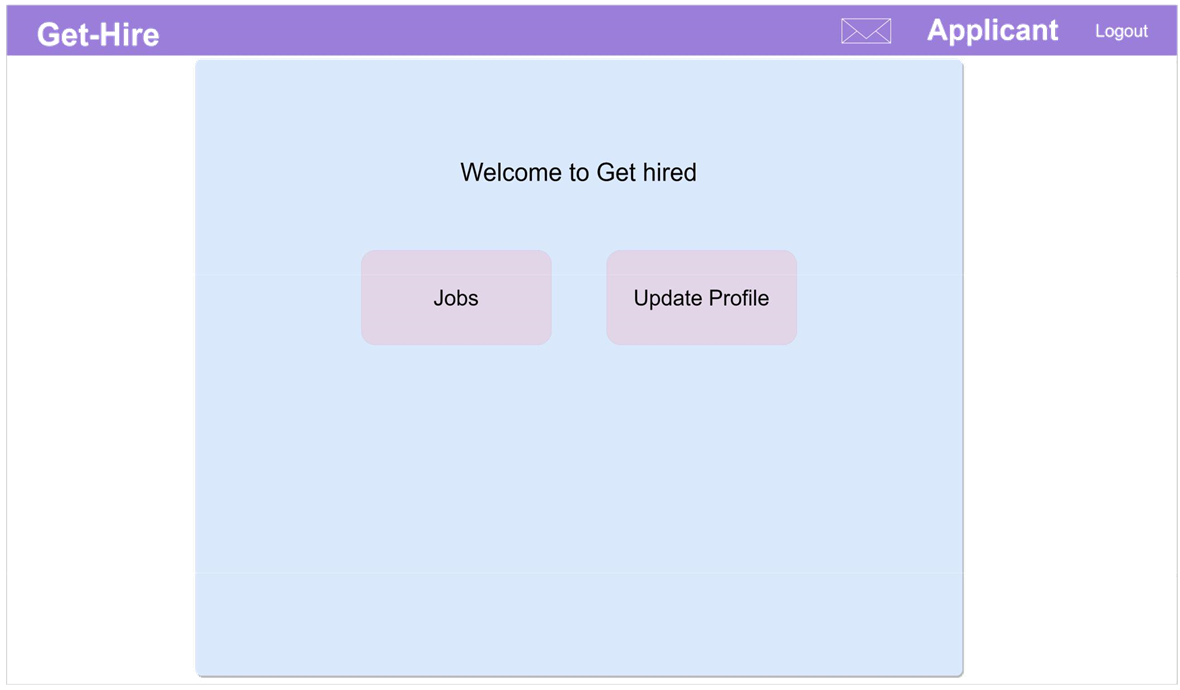 Get-Hire
Applicant
Logout
Welcome to Get hired
Jobs
Update Profile